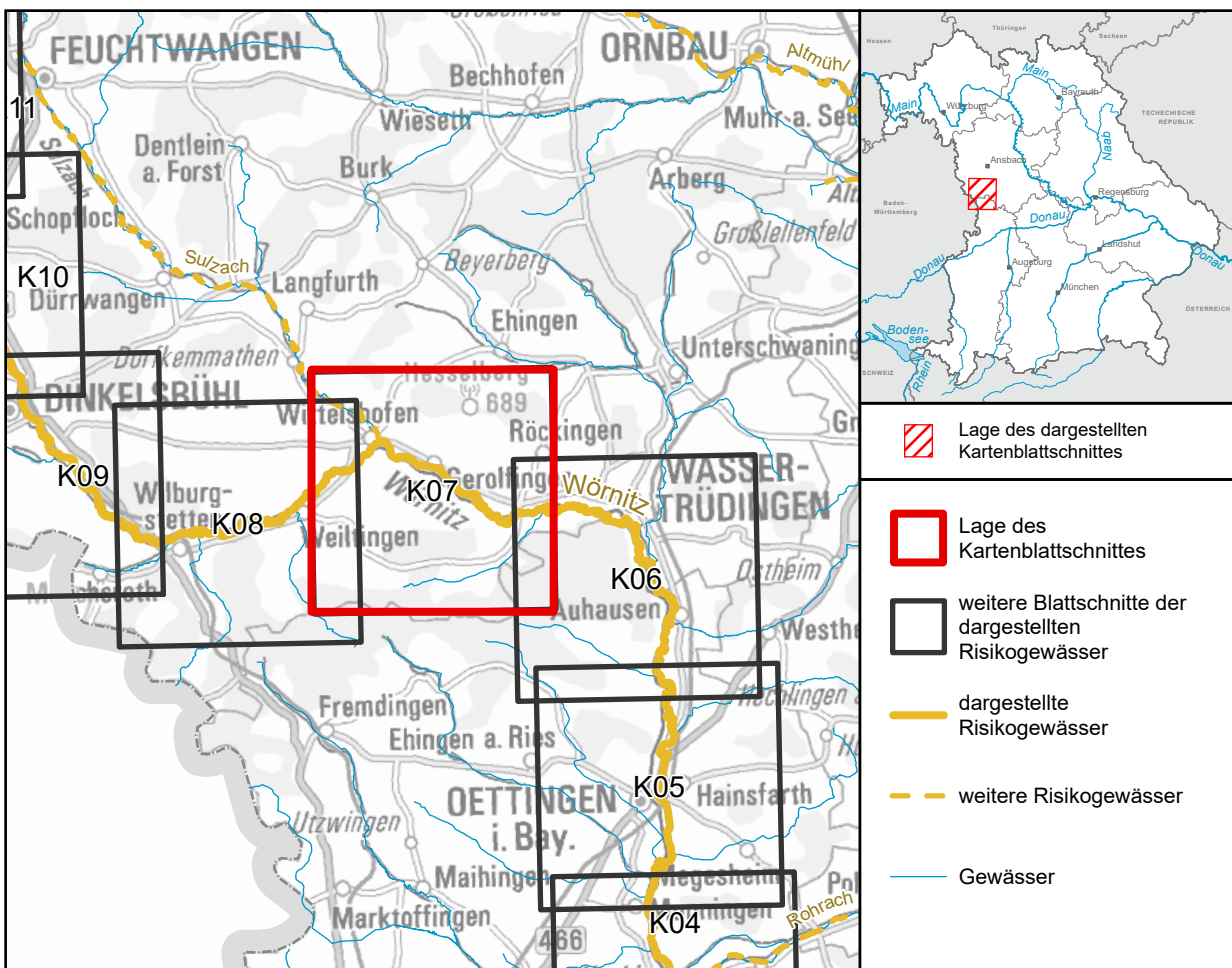 FEUCHTWANGEN
ORNBAU
Altmühl
Bechhofen
Wieseth
Muhr a. See
11
Sulzach
Dentlein
a. Forst
Burk
Arberg
Schopfloch
Großlellenfeld
K10
Sulzach
Beyerberg
Dürrwangen
Langfurth
Ehingen
Unterschwaning
Dorfkemmathen
Hesselberg
689
DINKELSBÜHL
Wittelshofen
Röckingen
K09
Gerolfingen
WASSER-
TRÜDINGEN
K07
Wörnitz
Wörnitz
Wilburg-
stetten
K08
Weiltingen
K06
Ostheim
Auhausen
Westhe
Fremdingen
Ehingen a. Ries
K05
OETTINGEN
i. Bay.
Hainsfarth
Utzwingen
Maihingen
Megesheim
Marktoffingen
K04
466
Rohrach
Hessen
Thüringen
Sachsen
Main
Main
Würzburg
Bayreuth
TSCHECHISCHE
REPUBLIK
Naab
Ansbach
Baden-
Württemberg
Regensburg
Donau
Landshut
Donau
Donau
Augsburg
München
ÖSTERREICH
Boden-
see
Rhein
SCHWEIZ
Lage des dargestellten
Kartenblattschnittes
Lage des
Kartenblattschnittes
weitere Blattschnitte der
dargestellten
Risikogewässer
dargestellte
Risikogewässer
weitere Risikogewässer
Gewässer